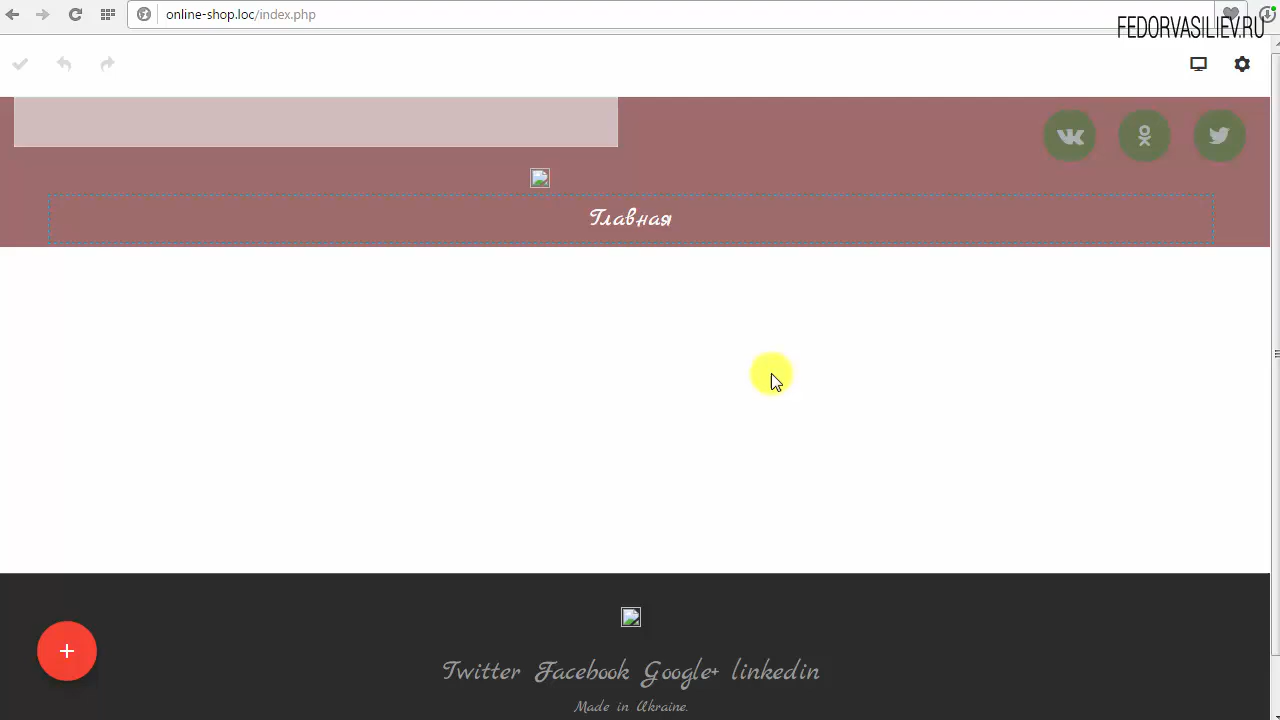 online-shop.loc/index.php
FEDORVASILIEV.RU
Главная
Twitter Facebook Google+ linkedin
Made in Ukraine.